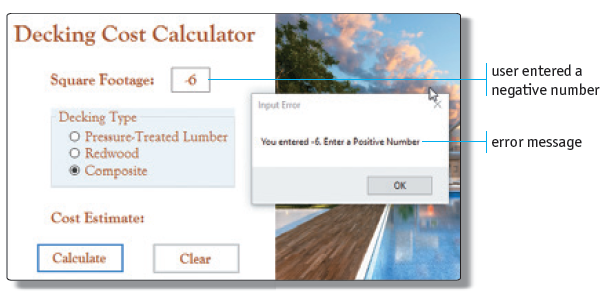 Decking Cost Calculator
Square Footage:
-6
user entered a
negative number
Input Error
You entered -6. Enter a Positive Number
error message
OK
Decking Type
Pressure-Treated Lumber
Redwood
Composite
Cost Estimate:
Calculate
Clear